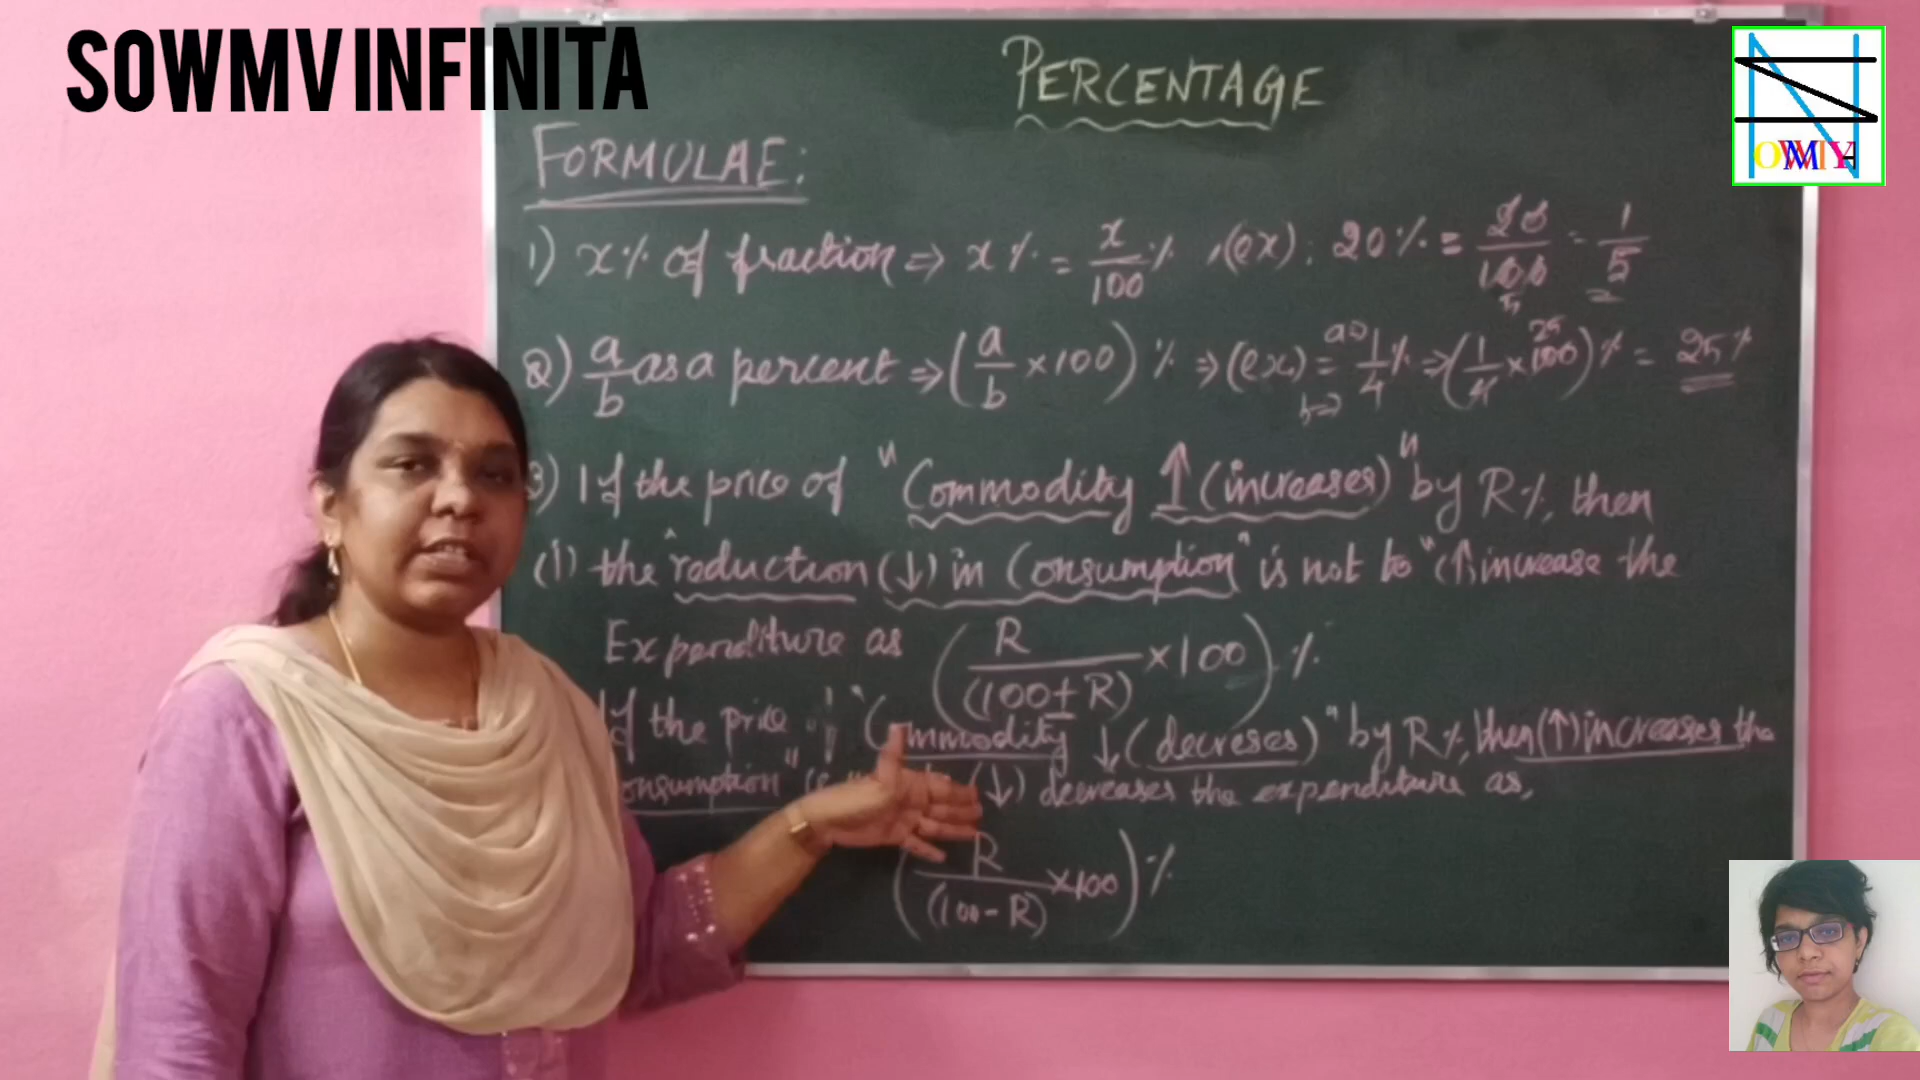 SOWMV INFINITA
PERCENTAGE
FORMULAE:
1) x% of fraction ⇒ x% = x/100 %, (ex): 20% = 20/100 = 1/5
2) a/b as a percent ⇒ (a/b ×100) % ⇒ (ex) = 1/4 % ⇒ (1/4 × 100) % = 25%
3) If the price of "Commodity ↑ (increases)" by R%, then
(i) the "reduction (↓) in Consumption" is not to "(↑) increase the
Expenditure as (R/(100+R) ×100) %
If the price "Commodity ↓ (decreses)" by R%, then (↑) increases the
onsumption" (↓) decreases the expenditure as,
(R/(100-R) ×100) %